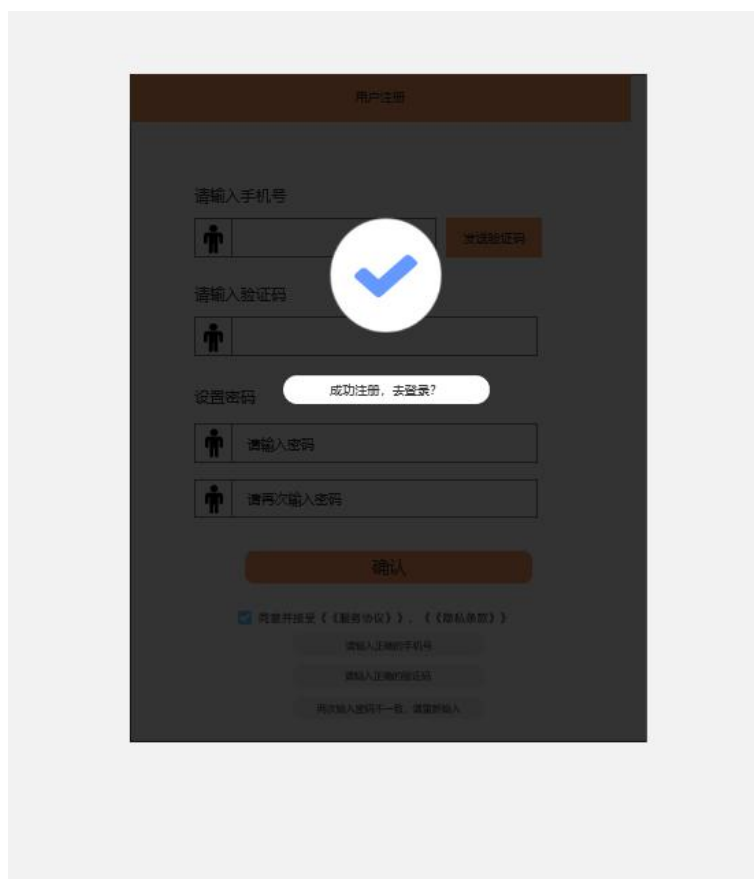 用户注册
请输入手机号
发送验证码
请输入验证码
成功注册，去登录?
设置密码
请输入密码
请再次输入密码
确认
同意并接受《《服务协议》》，《《隐私条款》》
请输入正确的手机号
请输入正确的验证码
两次输入密码不一致，请重新输入